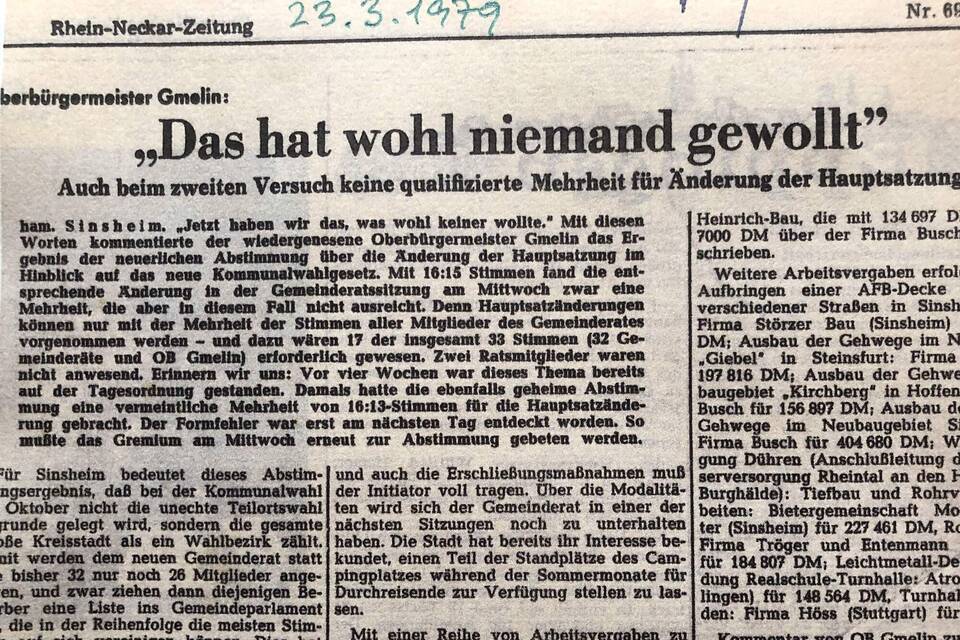 Rhein-Neckar-Zeitung
23.3.1979
Nr. 69
berbürgermeister Gmelin:
„Das hat wohl niemand gewollt”
Auch beim zweiten Versuch keine qualifizierte Mehrheit für Änderung der Hauptsatzung
ham. Sinsheim. „Jetzt haben wir das, was wohl keiner wollte." Mit diesen
Worten kommentierte der wiedergenesene Oberbürgermeister Gmelin das Er-
gebnis der neuerlichen Abstimmung über die Änderung der Hauptsatzung im
Hinblick auf das neue Kommunalwahlgesetz. Mit 16:15 Stimmen fand die ent-
sprechende Änderung in der Gemeinderatssitzung am Mittwoch zwar eine
Mehrheit, die aber in diesem Fall nicht ausreicht. Denn Hauptsatzänderungen
können nur mit der Mehrheit der Stimmen aller Mitglieder des Gemeinderates
vorgenommen werden – und dazu wären 17 der insgesamt 33 Stimmen (32 Ge-
meinderäte und OB Gmelin) erforderlich gewesen. Zwei Ratsmitglieder waren
nicht anwesend. Erinnern wir uns: Vor vier Wochen war dieses Thema bereits
auf der Tagesordnung gestanden. Damals hatte die ebenfalls geheime Abstim-
mung eine vermeintliche Mehrheit von 16:13-Stimmen für die Hauptsatzände-
rung gebracht. Der Formfehler war erst am nächsten Tag entdeckt worden. So
mußte das Gremium am Mittwoch erneut zur Abstimmung gebeten werden.
Für Sinsheim bedeutet dieses Abstim-
ngsergebnis, daß bei der Kommunalwahl
Oktober nicht die unechte Teilortswahl
grunde gelegt wird, sondern die gesamte
oße Kreisstadt als ein Wahlbezirk zählt.
mit werden dem neuen Gemeinderat statt
e bisher 32 nur noch 26 Mitglieder ange-
en, und zwar ziehen dann diejenigen Be-
rber eine Liste ins Gemeindeparlament
, die in der Reihenfolge die meisten Stim-
und auch die Erschließungsmaßnahmen muß
der Initiator voll tragen. Über die Modalitä-
ten wird sich der Gemeinderat in einer der
nächsten Sitzungen noch zu unterhalten
haben. Die Stadt hat bereits ihr Interesse be-
kundet, einen Teil der Standplätze des Cam-
pingplatzes während der Sommermonate für
Durchreisende zur Verfügung stellen zu las-
sen.
Mit einer Reihe von Arbeitsvergaben zu
Heinrich-Bau, die mit 134 697 D
7000 DM über der Firma Busch
schrieben.
Weitere Arbeitsvergaben erfol
Aufbringen einer AFB-Decke
verschiedener Straßen in Sinsh
Firma Störzer Bau (Sinsheim)
DM; Ausbau der Gehwege im N
„Giebel" in Steinsfurt: Firma
197 816 DM; Ausbau der Gehwe
baugebiet „Kirchberg" in Hoffen
Busch für 156 897 DM; Ausbau de
Gehwege im Neubaugebiet Si
Firma Busch für 404 680 DM; W
gung Dühren (Anschlußleitung d
serversorgung Rheintal an den H
Burghälde): Tiefbau und Rohrv
beiten: Bietergemeinschaft Mo
ter (Sinsheim) für 227 461 DM, Ro
Firma Tröger und Entenmann
für 184 807 DM; Leichtmetall-De
dung Realschule-Turnhalle: Atro
lingen) für 148 564 DM, Turnhal
den: Firma Höss (Stuttgart) für
Kommentar von OB Gmelin zu